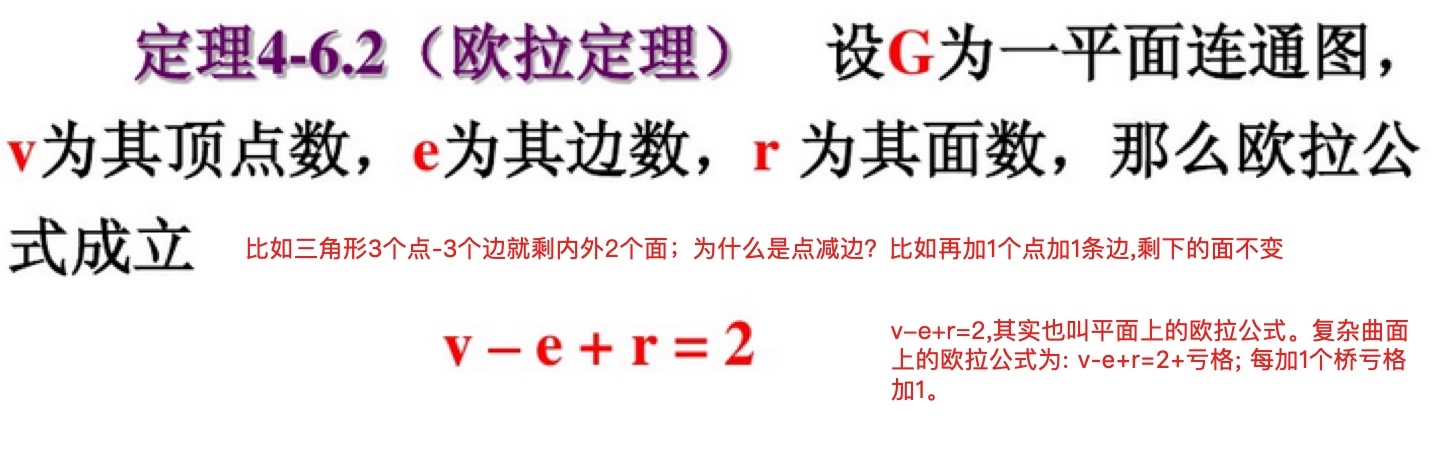 定理4-6.2（欧拉定理） 设G为一平面连通图，
v为其顶点数，e为其边数，r 为其面数，那么欧拉公
式成立
比如三角形3个点-3个边就剩内外2个面；为什么是点减边？比如再加1个点加1条边,剩下的面不变
v – e + r = 2
v–e+r=2,其实也叫平面上的欧拉公式。复杂曲面
上的欧拉公式为: v-e+r=2+亏格; 每加1个桥亏格
加1。